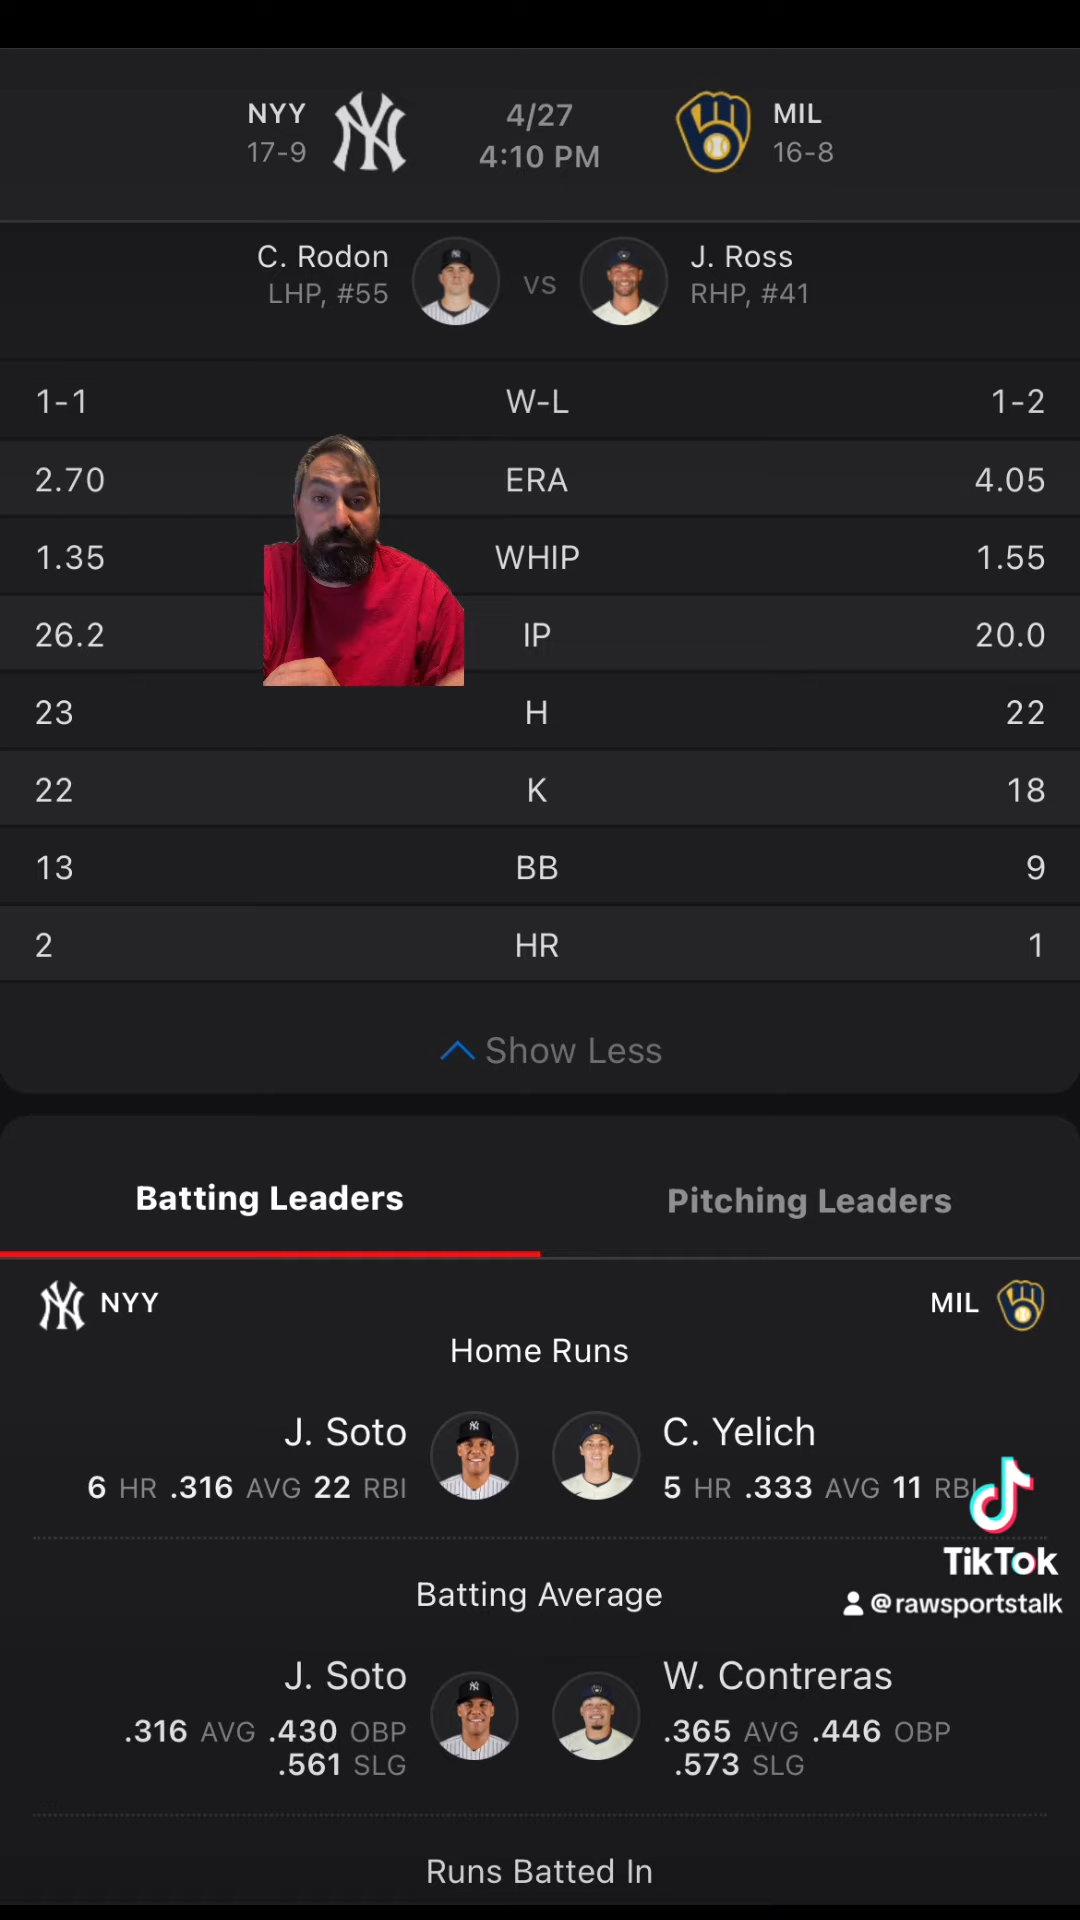 NYY 4/27 MIL
17-9 4:10 PM 16-8
C. Rodon vs J. Ross
LHP, #55 RHP, #41
1-1 W-L 1-2
2.70 ERA 4.05
1.35 WHIP 1.55
26.2 IP 20.0
23 H 22
22 K 18
13 BB 9
2 HR 1
Show Less
Batting Leaders Pitching Leaders
NYY MIL
Home Runs
J. Soto C. Yelich
6 HR .316 AVG 22 RBI 5 HR .333 AVG 11 RBI
TikTok
@rawsportstalk
Batting Average
J. Soto W. Contreras
.316 AVG .430 OBP .365 AVG .446 OBP
.561 SLG .573 SLG
Runs Batted In